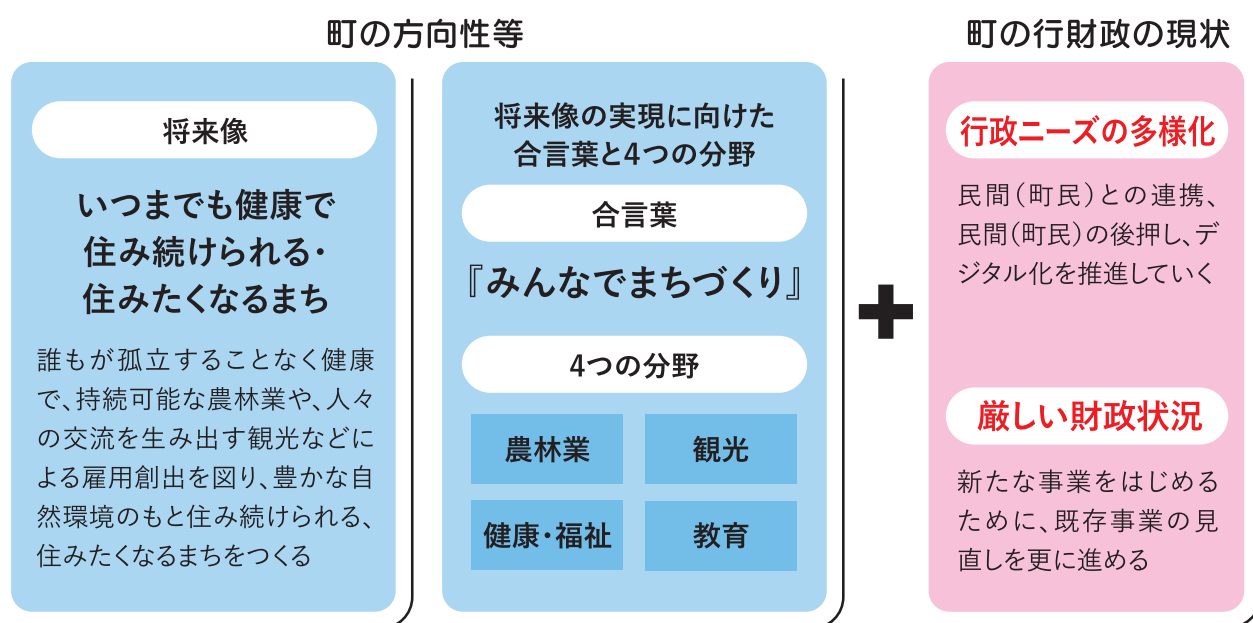 町の方向性等
将来像
いつまでも健康で
住み続けられる・
住みたくなるまち
誰もが孤立することなく健康
で、持続可能な農林業や、人々
の交流を生み出す観光などに
よる雇用創出を図り、豊かな自
然環境のもと住み続けられる、
住みたくなるまちをつくる
将来像の実現に向けた
合言葉と4つの分野
合言葉
『みんなでまちづくり』
4つの分野
農林業
観光
健康・福祉
教育
町の行財政の現状
行政ニーズの多様化
民間(町民)との連携、
民間(町民)の後押し、デ
ジタル化を推進していく
厳しい財政状況
新たな事業をはじめる
ために、既存事業の見
直しを更に進める